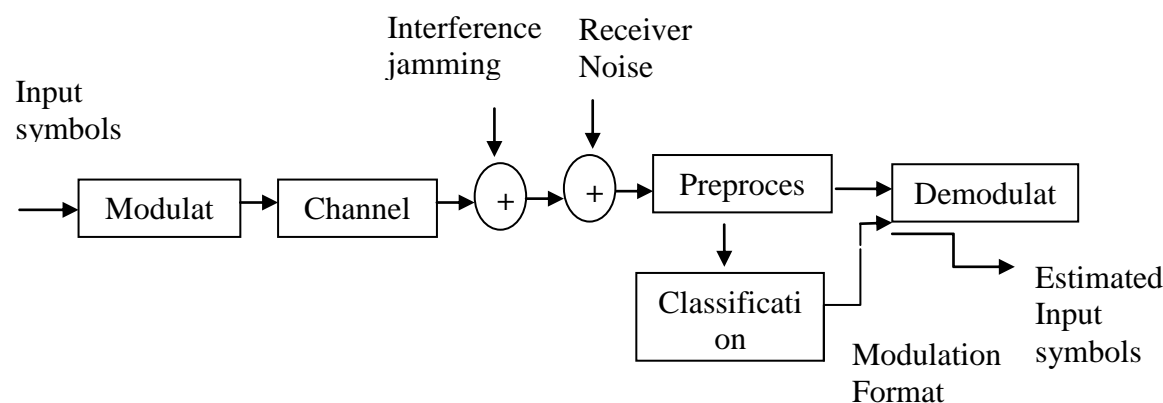 Interference
jamming
Receiver
Noise
Input
symbols
Modulat
Channel
+
+
Preproces
Demodulat
Classificati
on
Modulation
Format
Estimated
Input
symbols